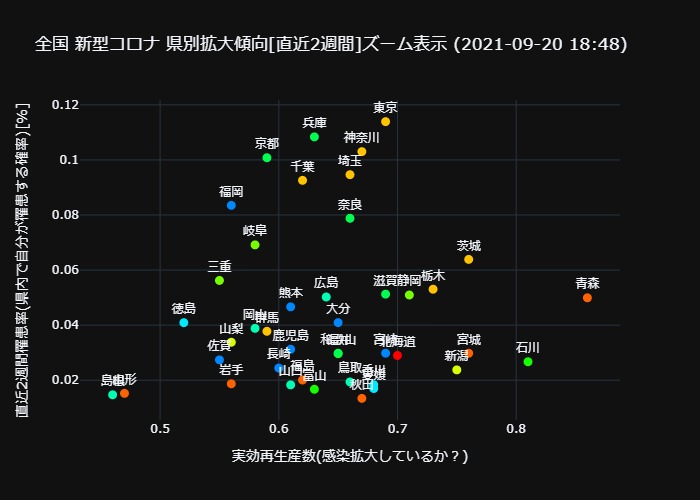 全国 新型コロナ 県別拡大傾向[直近2週間]ズーム表示 (2021-09-20 18:48)
直近2週間罹患率(県内で自分が罹患する確率)[%]
0.12
0.1
0.08
0.06
0.04
0.02
東京
兵庫
神奈川
京都
埼玉
千葉
福岡
奈良
岐阜
茨城
三重
滋賀
静岡
栃木
広島
青森
熊本
徳島
大分
岡山
群馬
山梨
鹿児島
宮崎
北海道
宮城
佐賀
石川
長崎
新潟
岩手
山口
福島
富山
鳥取
香川
愛媛
秋田
島根
山形
0.5
0.6
0.7
0.8
実効再生産数(感染拡大しているか？)